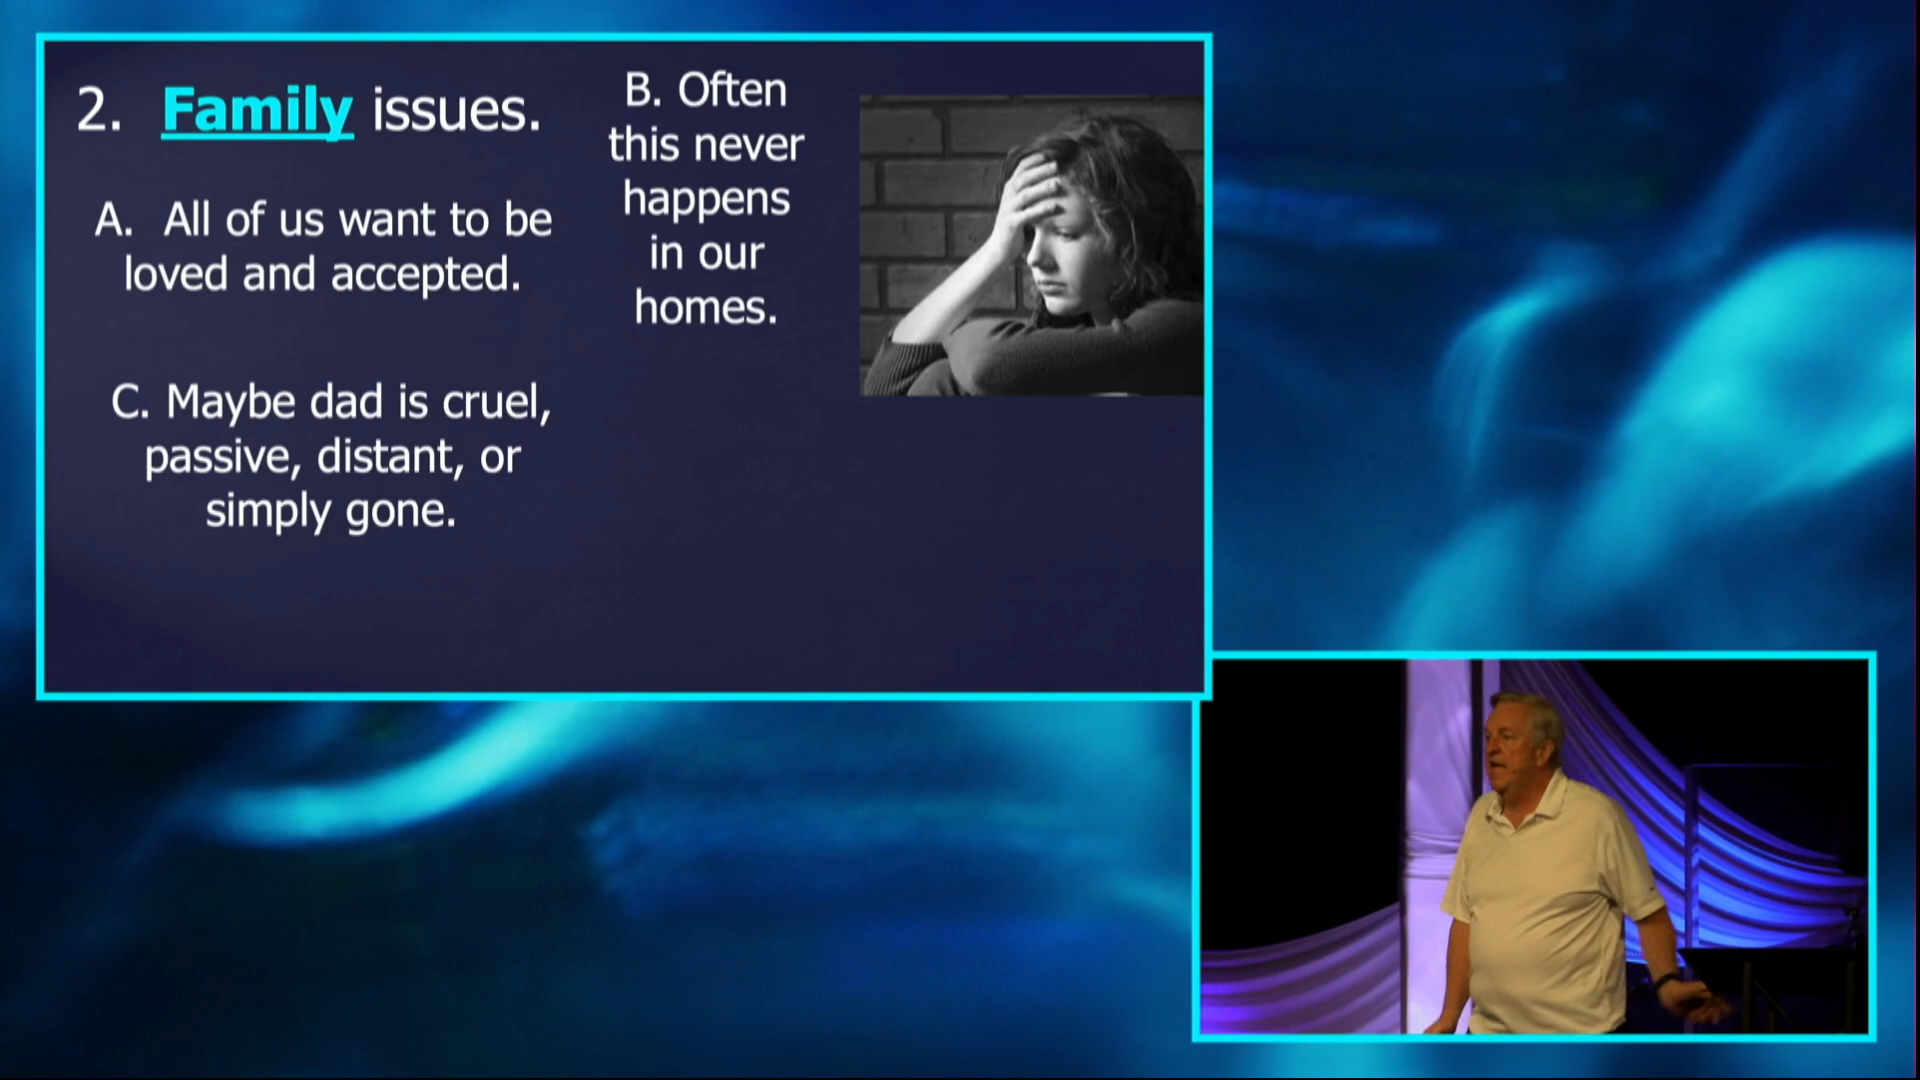 2. Family issues.
A. All of us want to be
loved and accepted.
B. Often
this never
happens
in our
homes.
C. Maybe dad is cruel,
passive, distant, or
simply gone.